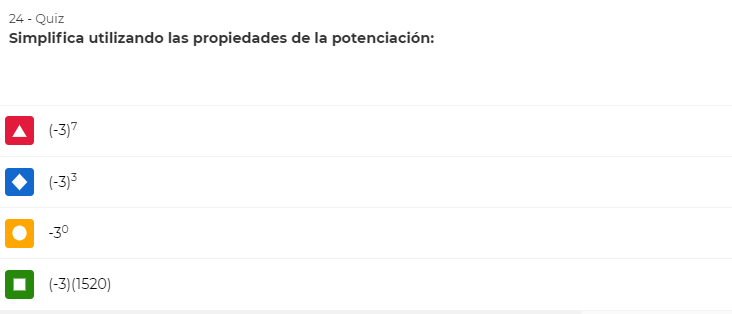 24 - Quiz
Simplifica utilizando las propiedades de la potenciación:
(-3)⁷
(-3)³
-3⁰
(-3)(1520)